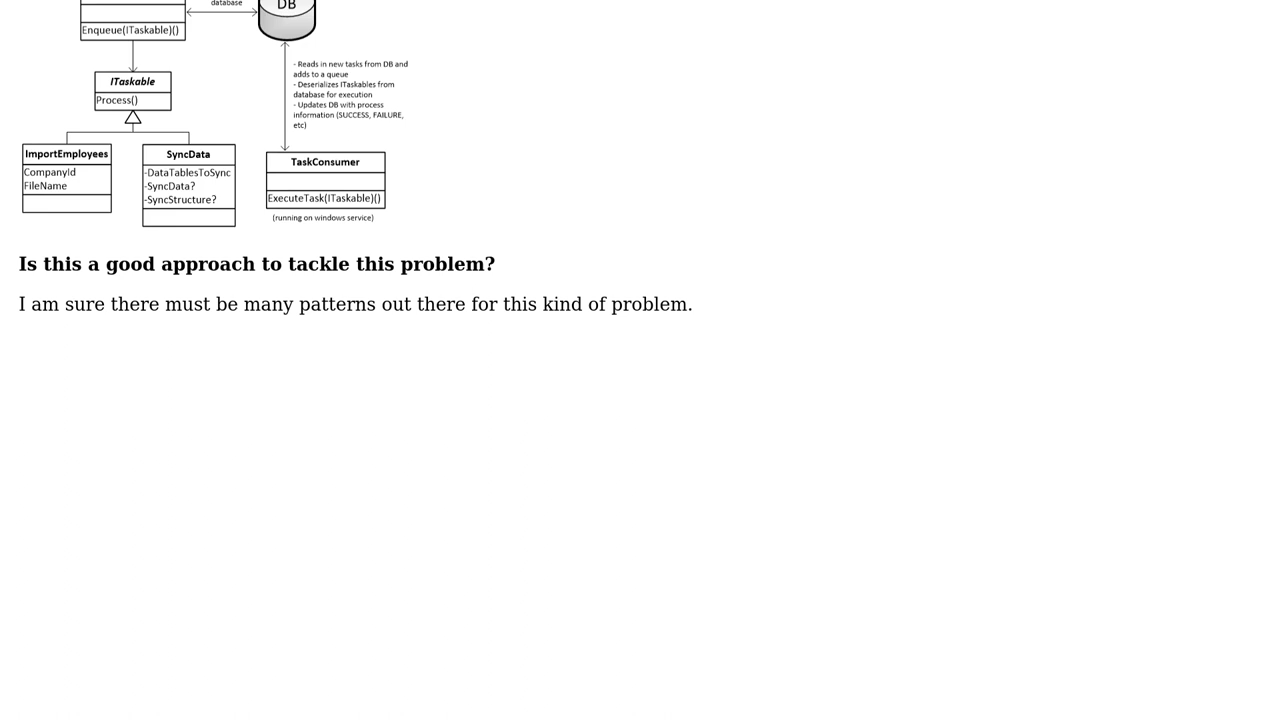 database
DB
Enqueue(ITaskable)()
- Reads in new tasks from DB and
adds to a queue
- Deserializes ITaskables from
database for execution
- Updates DB with process
information (SUCCESS, FAILURE,
etc)
ITaskable
Process()
ImportEmployees
CompanyId
FileName
SyncData
-DataTablesToSync
-SyncData?
-SyncStructure?
TaskConsumer
ExecuteTask(ITaskable)()
(running on windows service)
Is this a good approach to tackle this problem?
I am sure there must be many patterns out there for this kind of problem.